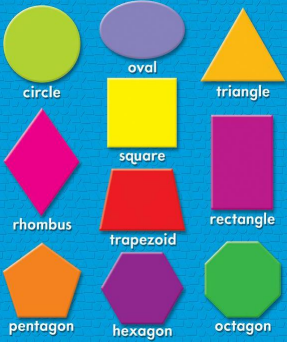 circle
oval
triangle
square
rhombus
rectangle
trapezoid
pentagon
hexagon
octagon